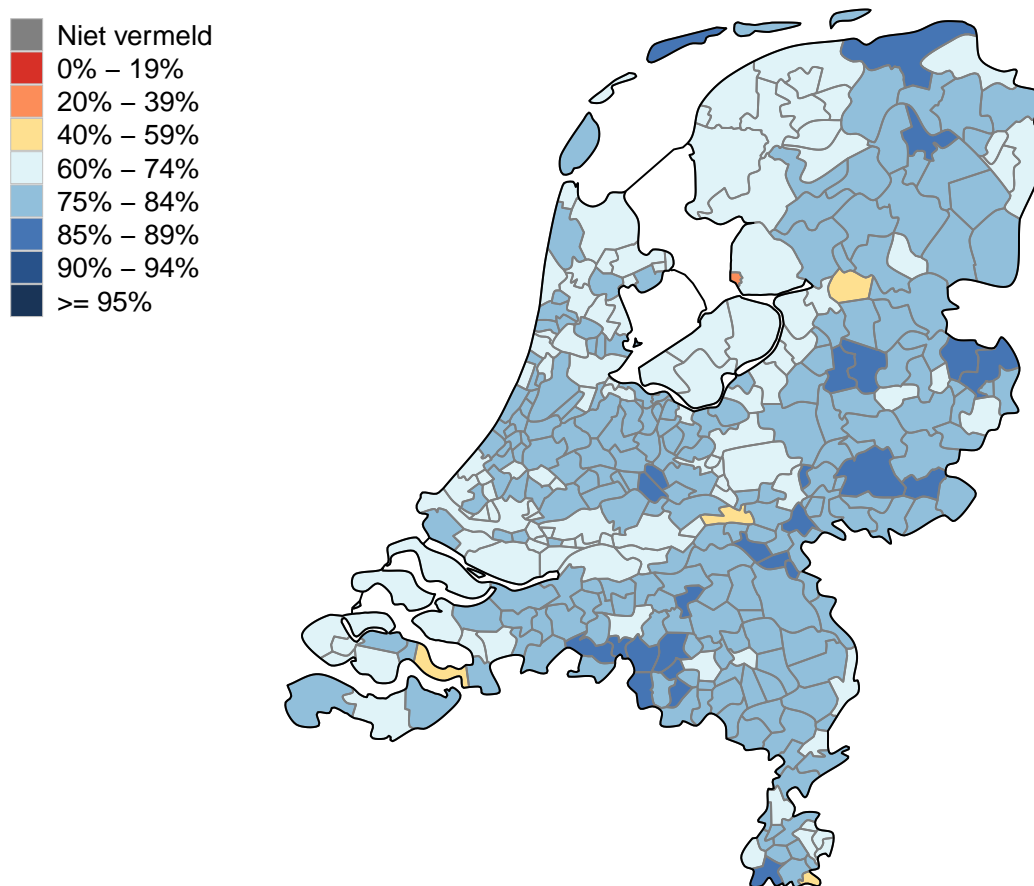 Niet vermeld
0% – 19%
20% – 39%
40% – 59%
60% – 74%
75% – 84%
85% – 89%
90% – 94%
>= 95%